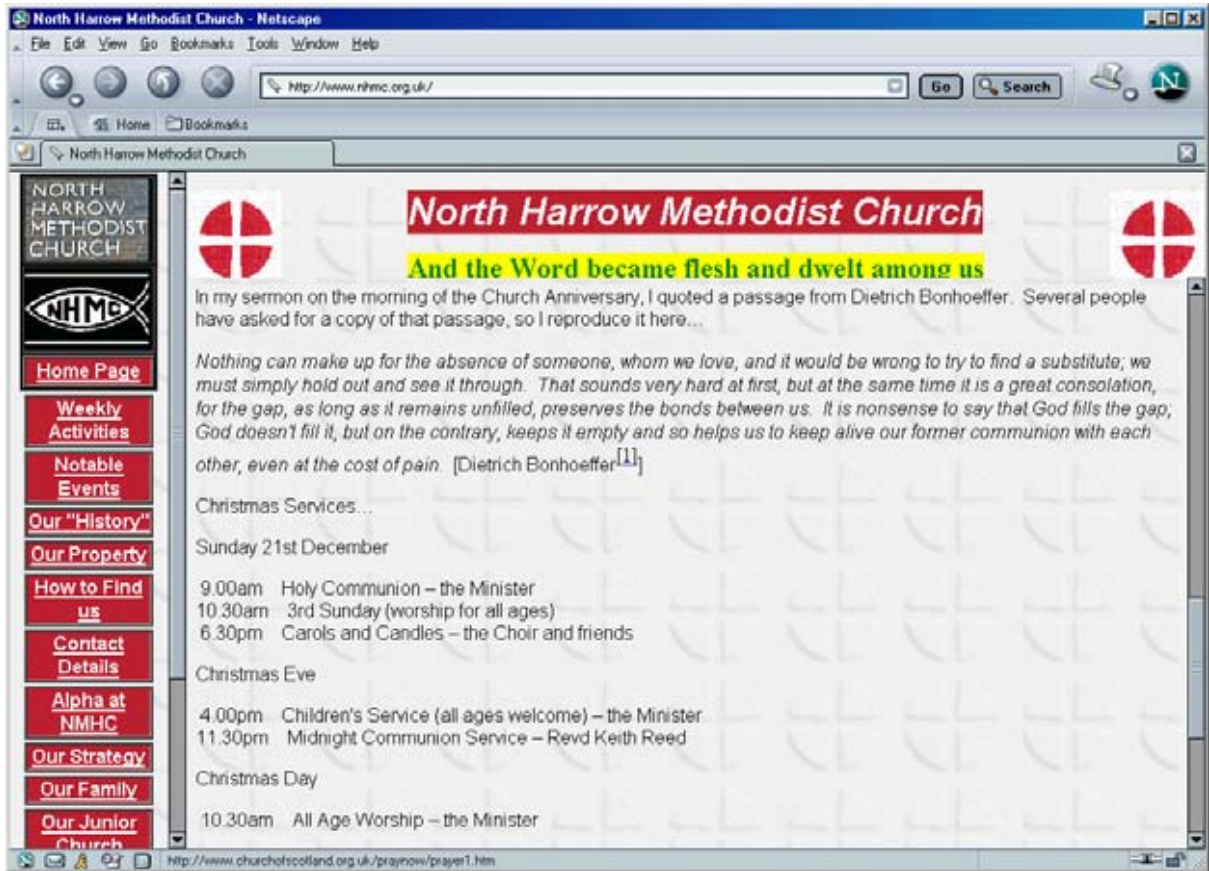 North Harrow Methodist Church - Netscape
File Edit View Go Bookmarks Tools Window Help
http://www.nhmc.org.uk/
Go
Search
N
Home
Bookmarks
North Harrow Methodist Church
NORTH
HARROW
METHODIST
CHURCH
NHMC
Home Page
Weekly
Activities
Notable
Events
Our "History"
Our Property
How to Find
us
Contact
Details
Alpha at
NMHC
Our Strategy
Our Family
Our Junior
Church
North Harrow Methodist Church
And the Word became flesh and dwelt among us
In my sermon on the morning of the Church Anniversary, I quoted a passage from Dietrich Bonhoeffer. Several people
have asked for a copy of that passage, so I reproduce it here...
Nothing can make up for the absence of someone, whom we love, and it would be wrong to try to find a substitute; we
must simply hold out and see it through. That sounds very hard at first, but at the same time it is a great consolation,
for the gap, as long as it remains unfilled, preserves the bonds between us. It is nonsense to say that God fills the gap;
God doesn't fill it, but on the contrary, keeps it empty and so helps us to keep alive our former communion with each
other, even at the cost of pain. [Dietrich Bonhoeffer[1]]
Christmas Services...
Sunday 21st December
9.00am Holy Communion – the Minister
10.30am 3rd Sunday (worship for all ages)
6.30pm Carols and Candles – the Choir and friends
Christmas Eve
4.00pm Children's Service (all ages welcome) – the Minister
11.30pm Midnight Communion Service – Revd Keith Reed
Christmas Day
10.30am All Age Worship – the Minister
http://www.churchofscotland.org.uk/praynow/prayer1.htm